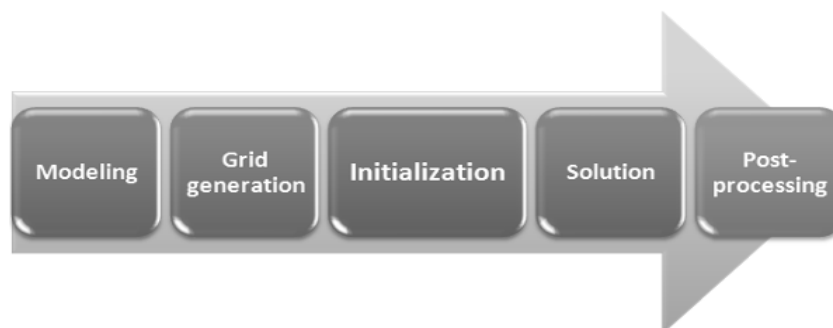 Modeling
Grid
generation
Initialization
Solution
Post-
processing